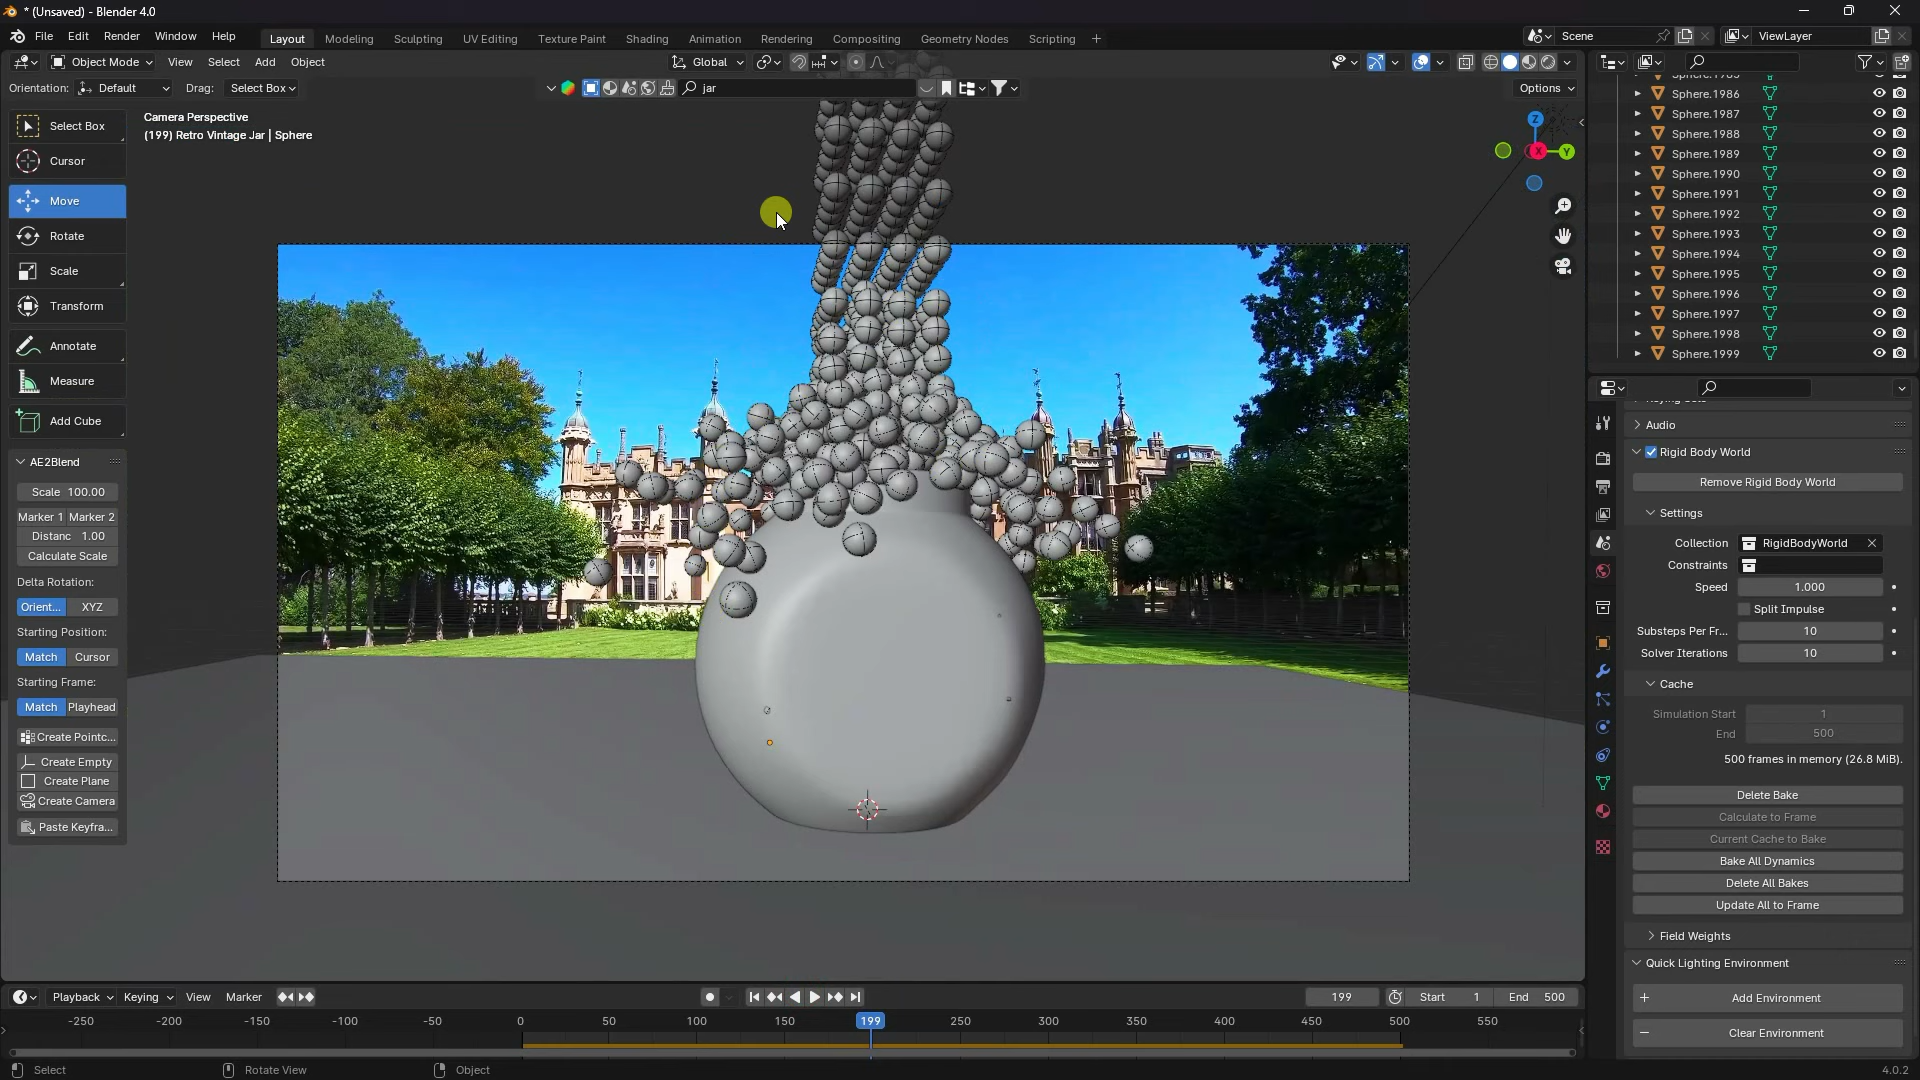 * (Unsaved) - Blender 4.0
File Edit Render Window Help
Layout Modeling Sculpting UV Editing Texture Paint Shading Animation Rendering Compositing Geometry Nodes Scripting +
Scene
ViewLayer
Object Mode View Select Add Object
Global
Orientation: Default Drag: Select Box
jar
Options
Camera Perspective
(199) Retro Vintage Jar | Sphere
Select Box
Cursor
Move
Rotate
Scale
Transform
Annotate
Measure
Add Cube
AE2Blend
Scale 100.00
Marker 1 Marker 2
Distanc 1.00
Calculate Scale
Delta Rotation:
Orient... XYZ
Starting Position:
Match Cursor
Starting Frame:
Match Playhead
Create Pointc...
Create Empty
Create Plane
Create Camera
Paste Keyfra...
Z
X
Y
Sphere.1986
Sphere.1987
Sphere.1988
Sphere.1989
Sphere.1990
Sphere.1991
Sphere.1992
Sphere.1993
Sphere.1994
Sphere.1995
Sphere.1996
Sphere.1997
Sphere.1998
Sphere.1999
Audio
Rigid Body World
Remove Rigid Body World
Settings
Collection RigidBodyWorld
Constraints
Speed 1.000
Split Impulse
Substeps Per Fr... 10
Solver Iterations 10
Cache
Simulation Start 1
End 500
500 frames in memory (26.8 MiB).
Delete Bake
Calculate to Frame
Current Cache to Bake
Bake All Dynamics
Delete All Bakes
Update All to Frame
Field Weights
Quick Lighting Environment
Add Environment
Clear Environment
Playback Keying View Marker
199 Start 1 End 500
-250 -200 -150 -100 -50 0 50 100 150 199 250 300 350 400 450 500 550
Select Rotate View Object
4.0.2